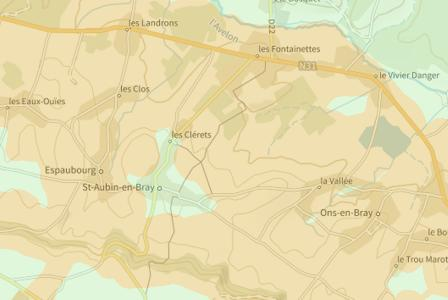 les Landrons
l'Avelon
D22
les Fontainettes
N31
le Vivier Danger
les Clos
les Eaux-Ouïes
les Clérets
Espaubourg
St-Aubin-en-Bray
la Vallée
Ons-en-Bray
le Trou Marot